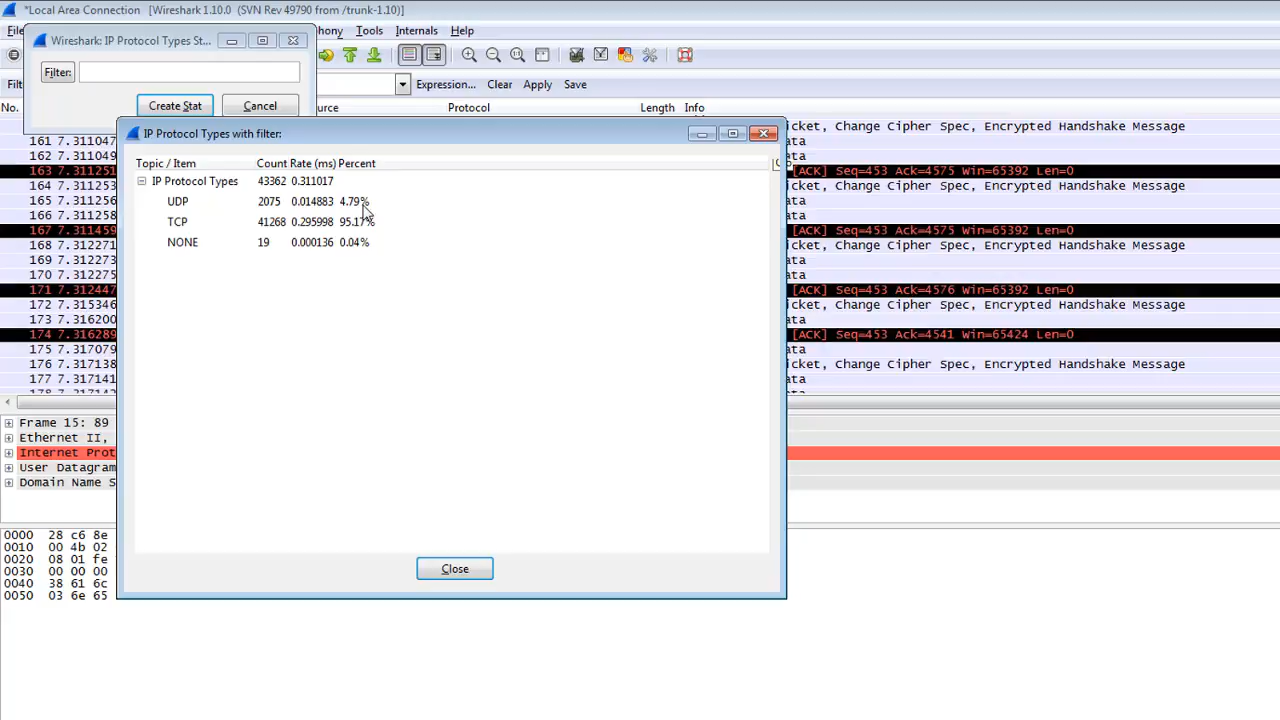 *Local Area Connection   [Wireshark 1.10.0  (SVN Rev 49790 from /trunk-1.10)]
File
Wireshark: IP Protocol Types St...
Tools Internals Help
Filter:
Expression... Clear Apply Save
Create Stat Cancel
No. Protocol Length Info
IP Protocol Types with filter:
Topic / Item Count Rate (ms) Percent
IP Protocol Types 43362 0.311017
UDP 2075 0.014883 4.79%
TCP 41268 0.295998 95.17%
NONE 19 0.000136 0.04%
Close
icket, Change Cipher Spec, Encrypted Handshake Message
161 7.311047 ata
162 7.311049 ata
163 7.311251 [ACK] Seq=453 Ack=4575 Win=65392 Len=0
164 7.311253 icket, Change Cipher Spec, Encrypted Handshake Message
165 7.311256 ata
166 7.311258 ata
167 7.311459 [ACK] Seq=453 Ack=4575 Win=65392 Len=0
168 7.312271 icket, Change Cipher Spec, Encrypted Handshake Message
169 7.312273 ata
170 7.312275 ata
171 7.312447 [ACK] Seq=453 Ack=4576 Win=65392 Len=0
172 7.315346 icket, Change Cipher Spec, Encrypted Handshake Message
173 7.316200 ata
174 7.316289 [ACK] Seq=453 Ack=4541 Win=65424 Len=0
175 7.317079 ata
176 7.317138 icket, Change Cipher Spec, Encrypted Handshake Message
177 7.317141 ata
Frame 15: 89
Ethernet II,
Internet Prot
User Datagram
Domain Name S
0000 28 c6 8e
0010 00 4b 02
0020 08 01 fe
0030 00 00 00
0040 38 61 6c
0050 03 6e 65